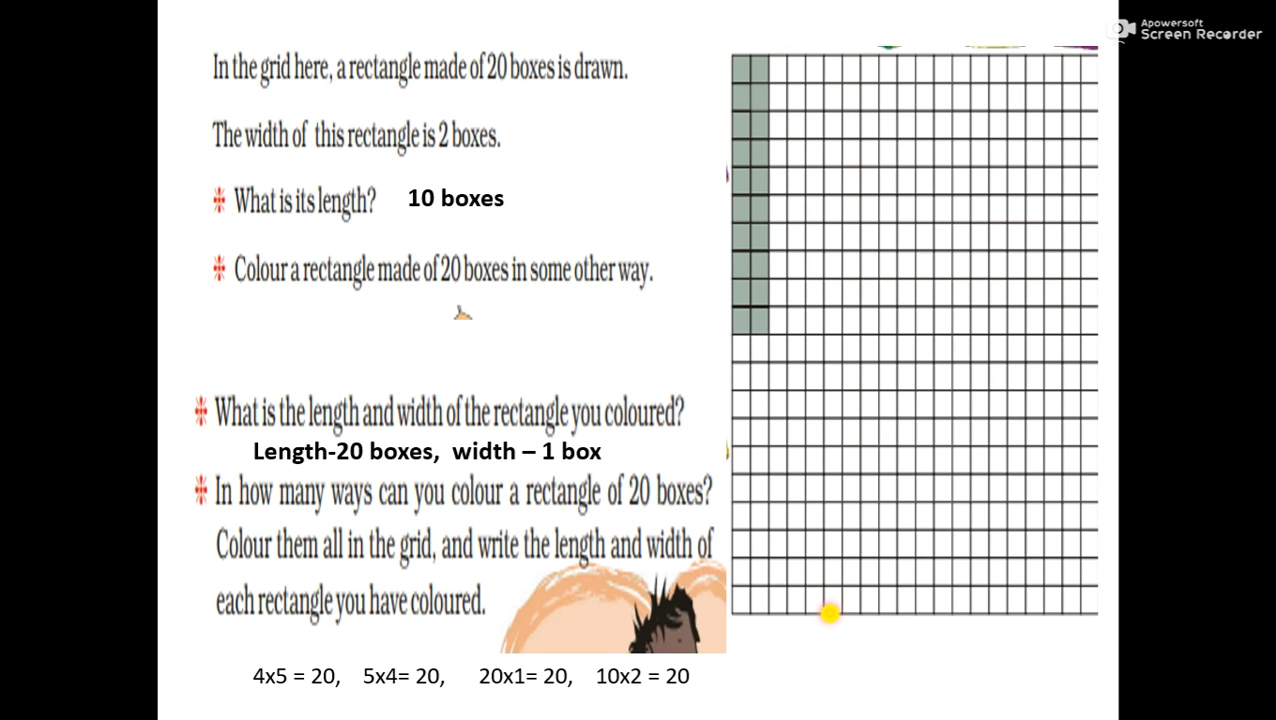 Apowersoft
Screen Recorder
In the grid here, a rectangle made of 20 boxes is drawn.
The width of this rectangle is 2 boxes.
What is its length? 10 boxes
Colour a rectangle made of 20 boxes in some other way.
What is the length and width of the rectangle you coloured?
Length-20 boxes, width – 1 box
In how many ways can you colour a rectangle of 20 boxes?
Colour them all in the grid, and write the length and width of
each rectangle you have coloured.
4x5 = 20, 5x4= 20, 20x1= 20, 10x2 = 20